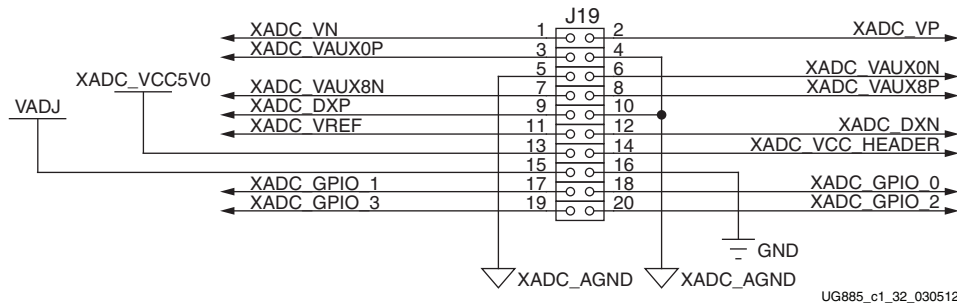 J19
XADC_VN 1 2 XADC_VP
XADC_VAUX0P 3 4
5 6 XADC_VAUX0N
XADC_VCC5V0
XADC_VAUX8N 7 8 XADC_VAUX8P
VADJ
XADC_DXP 9 10
XADC_VREF 11 12 XADC_DXN
13 14 XADC_VCC_HEADER
15 16
XADC_GPIO_1 17 18 XADC_GPIO_0
XADC_GPIO_3 19 20 XADC_GPIO_2
GND
XADC_AGND XADC_AGND
UG885_c1_32_030512